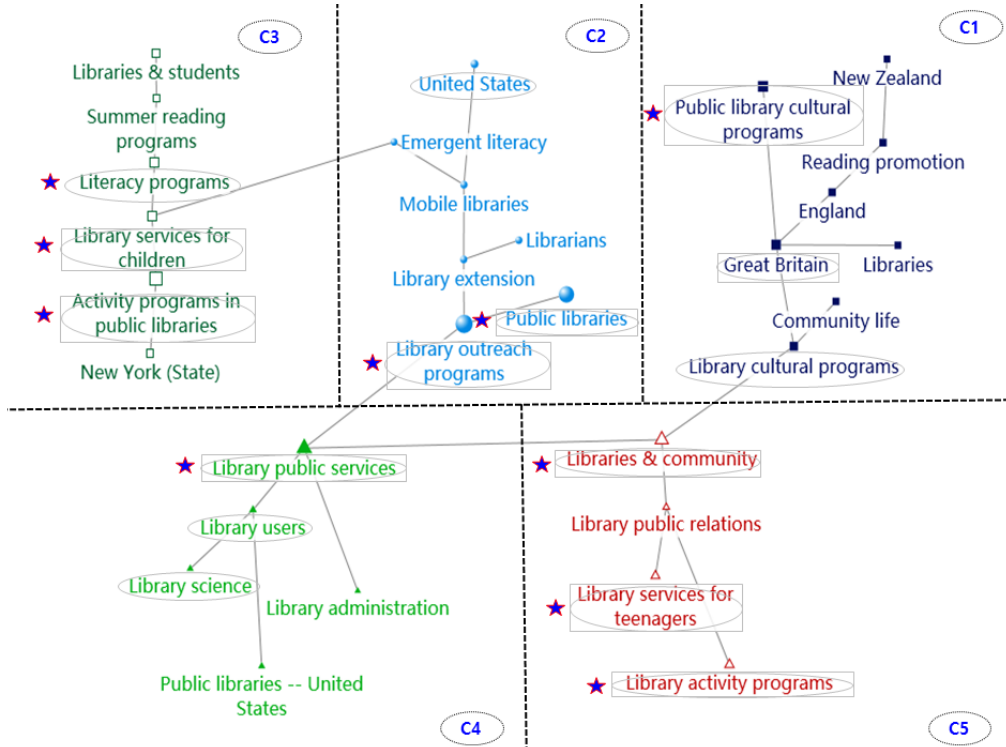 C3
Libraries & students
Summer reading
programs
Literacy programs
Library services for
children
Activity programs in
public libraries
New York (State)
C2
United States
Emergent literacy
Mobile libraries
Librarians
Library extension
Public libraries
Library outreach
programs
C1
New Zealand
Public library cultural
programs
Reading promotion
England
Great Britain
Libraries
Community life
Library cultural programs
Library public services
Library users
Library science
Library administration
Public libraries -- United
States
C4
Libraries & community
Library public relations
Library services for
teenagers
Library activity programs
C5